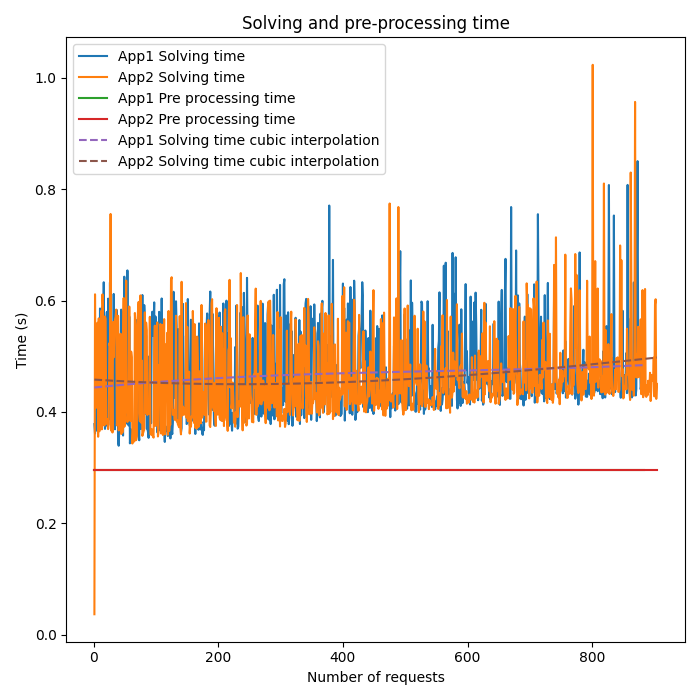 Solving and pre-processing time
App1 Solving time
App2 Solving time
App1 Pre processing time
App2 Pre processing time
App1 Solving time cubic interpolation
App2 Solving time cubic interpolation
Time (s)
1.0
0.8
0.6
0.4
0.2
0.0
0 200 400 600 800
Number of requests